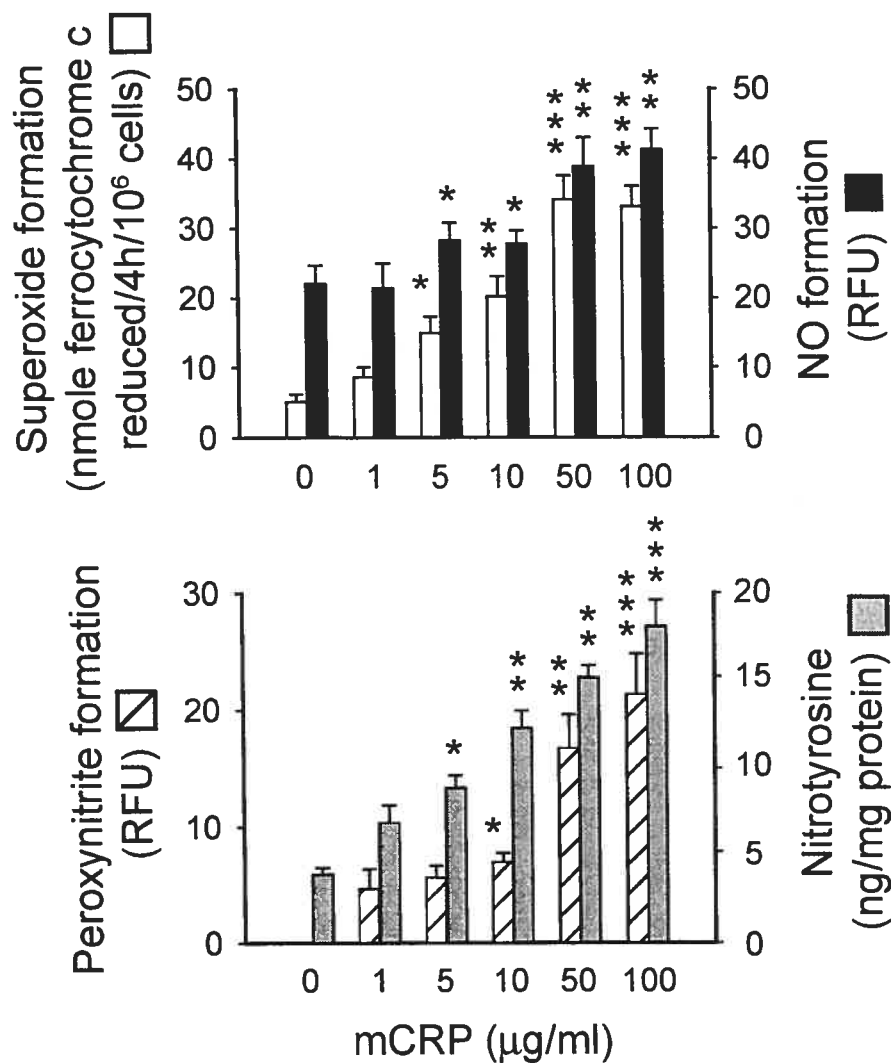 Superoxide formation
(nmole ferrocytochrome c
reduced/4h/10⁶ cells)
50
40
30
20
10
0
* * * * * * * * * * * * * *
50
40
30
20
10
0
NO formation
(RFU)
0 1 5 10 50 100
Peroxynitrite formation
(RFU)
30
20
10
0
* * * * * * * * * * * * * *
20
15
10
5
0
Nitrotyrosine
(ng/mg protein)
0 1 5 10 50 100
mCRP (μg/ml)